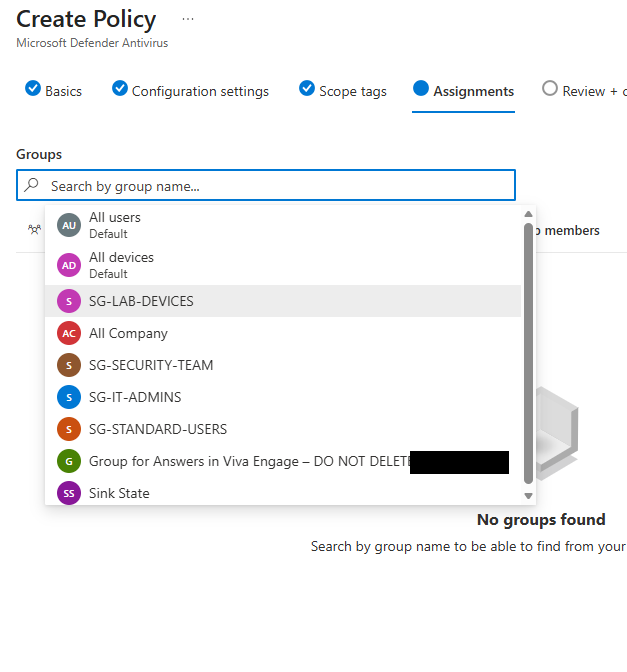 Create Policy ...
Microsoft Defender Antivirus
Basics Configuration settings Scope tags Assignments Review +
Groups
Search by group name...
AU All users
Default
members
AD All devices
Default
S SG-LAB-DEVICES
AC All Company
S SG-SECURITY-TEAM
S SG-IT-ADMINS
S SG-STANDARD-USERS
G Group for Answers in Viva Engage – DO NOT DELETE
SS Sink State
No groups found
Search by group name to be able to find from your